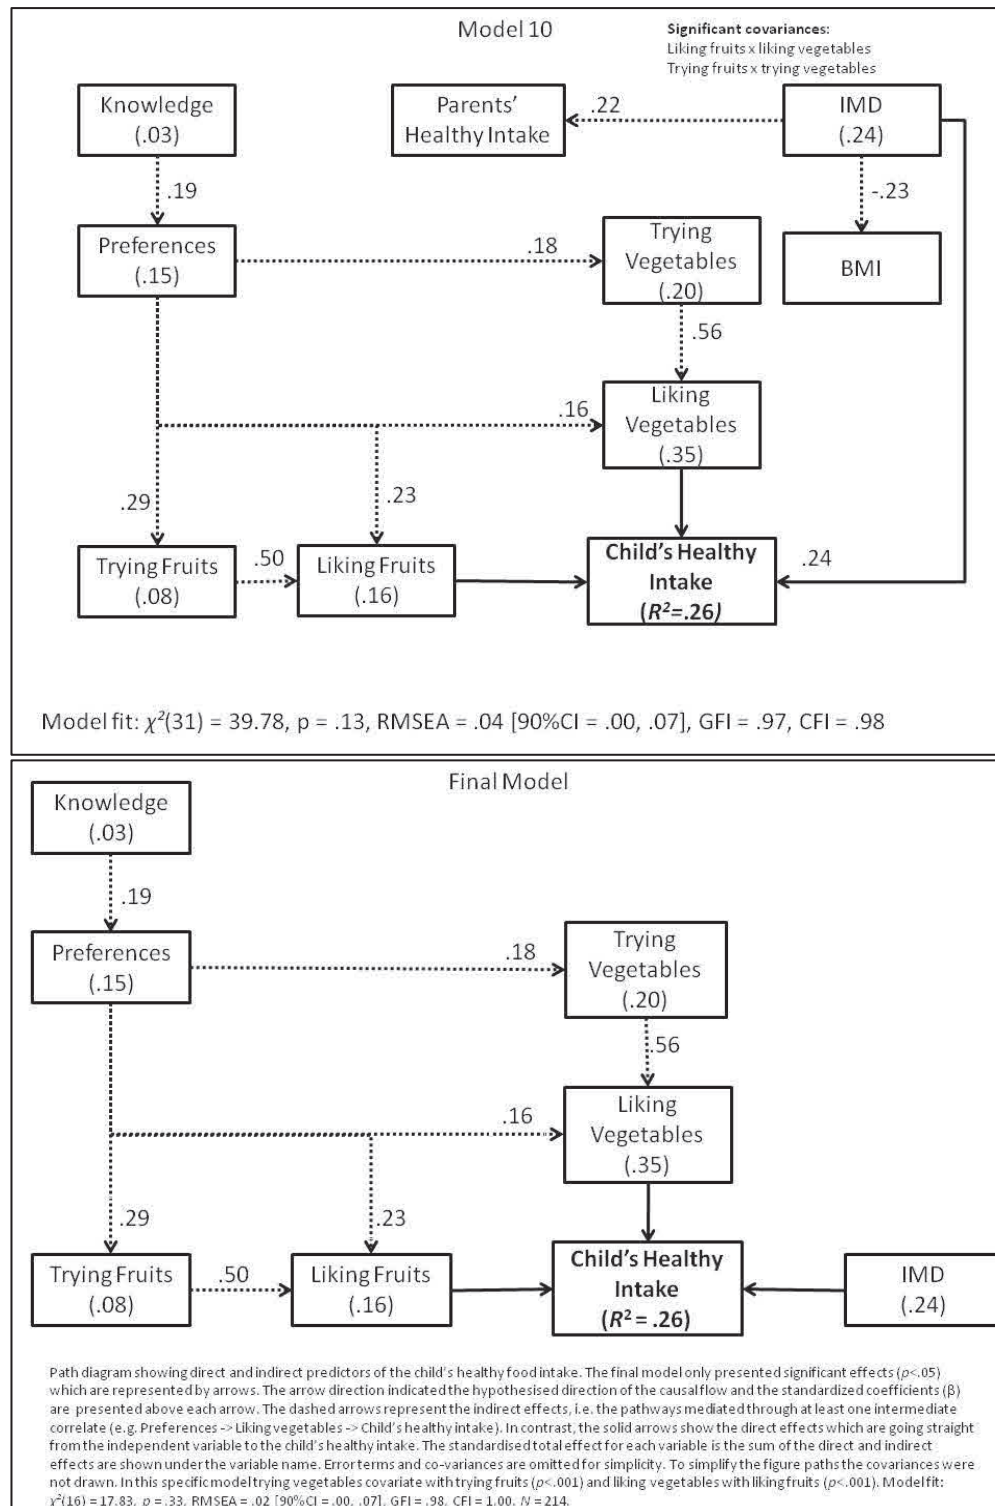 Model 10
Significant covariances:
Liking fruits x liking vegetables
Trying fruits x trying vegetables
Knowledge
(.03)
Parents’
Healthy Intake
.22
IMD
(.24)
.19
-.23
Preferences
(.15)
.18
Trying
Vegetables
(.20)
BMI
.56
.16
Liking
Vegetables
(.35)
.29
.23
Trying Fruits
(.08)
.50
Liking Fruits
(.16)
Child’s Healthy
Intake
(R²=.26)
.24
Model fit: χ²(31) = 39.78, p = .13, RMSEA = .04 [90%CI = .00, .07], GFI = .97, CFI = .98
Final Model
Knowledge
(.03)
.19
Preferences
(.15)
.18
Trying
Vegetables
(.20)
.56
.16
Liking
Vegetables
(.35)
.29
.23
Trying Fruits
(.08)
.50
Liking Fruits
(.16)
Child’s Healthy
Intake
(R² = .26)
IMD
(.24)
Path diagram showing direct and indirect predictors of the child’s healthy food intake. The final model only presented significant effects (p<.05)
which are represented by arrows. The arrow direction indicated the hypothesised direction of the causal flow and the standardized coefficients (β)
are presented above each arrow. The dashed arrows represent the indirect effects, i.e. the pathways mediated through at least one intermediate
correlate (e.g. Preferences -> Liking vegetables -> Child’s healthy intake). In contrast, the solid arrows show the direct effects which are going straight
from the independent variable to the child’s healthy intake. The standardised total effect for each variable is the sum of the direct and indirect
effects are shown under the variable name. Error terms and co-variances are omitted for simplicity. To simplify the figure paths the covariances were
not drawn. In this specific model trying vegetables covariate with trying fruits (p<.001) and liking vegetables with liking fruits (p<.001). Model fit:
χ²(16) = 17.83, p = .33, RMSEA = .02 [90%CI = .00, .07], GFI = .98, CFI = 1.00, N = 214.